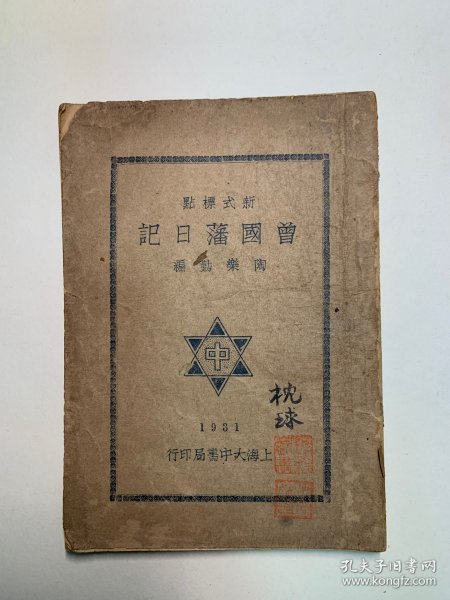 新式標點
曾國藩日記
陶樂勤編
中
枕球
1931
上海大中書局印行
孔夫子旧书网
www.kongfz.com